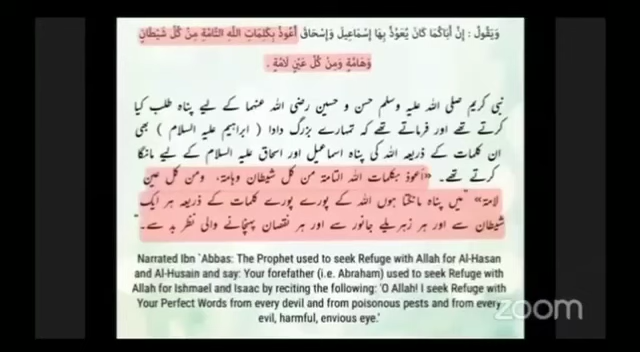 وَيَقُولُ : إِنَّ أَبَاكُمَا كَانَ يُعَوِّذُ بِهَا إِسْمَاعِيلَ وَإِسْحَاقَ أَعُوذُ بِكَلِمَاتِ اللَّهِ التَّامَّةِ مِنْ كُلِّ شَيْطَانٍ
وَهَامَّةٍ وَمِنْ كُلِّ عَيْنٍ لَامَّةٍ .
نبی کریم صلی اللہ علیہ وسلم حسن و حسین رضی اللہ عنہما کے لیے پناہ طلب کیا
کرتے تھے اور فرماتے تھے کہ تمہارے بزرگ دادا ( ابراہیم علیہ السلام ) بھی
ان کلمات کے ذریعہ اللہ کی پناہ اسماعیل اور اسحاق علیہ السلام کے لیے مانگا
کرتے تھے۔ «أعوذ بكلمات الله التامة من كل شيطان وهامة، ومن كل عين
لامة» ”میں پناہ مانگتا ہوں اللہ کے پورے پورے کلمات کے ذریعہ ہر ایک
شیطان سے اور ہر زہریلے جانور سے اور ہر نقصان پہنچانے والی نظر بد سے۔“
Narrated Ibn `Abbas: The Prophet used to seek Refuge with Allah for Al-Hasan
and Al-Husain and say: Your forefather (i.e. Abraham) used to seek Refuge with
Allah for Ishmael and Isaac by reciting the following: 'O Allah! I seek Refuge with
Your Perfect Words from every devil and from poisonous pests and from every
evil, harmful, envious eye.'
zoom